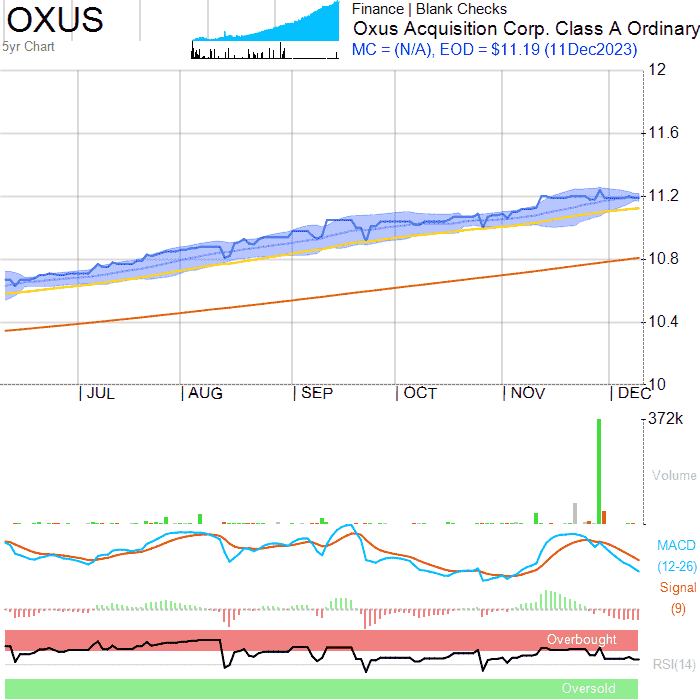 OXUS
5yr Chart
Finance | Blank Checks
Oxus Acquisition Corp. Class A Ordinary
MC = (N/A), EOD = $11.19 (11Dec2023)
12
11.6
11.2
10.8
10.4
10
JUL
AUG
SEP
OCT
NOV
DEC
372k
Volume
MACD
(12-26)
Signal
(9)
Overbought
RSI(14)
Oversold